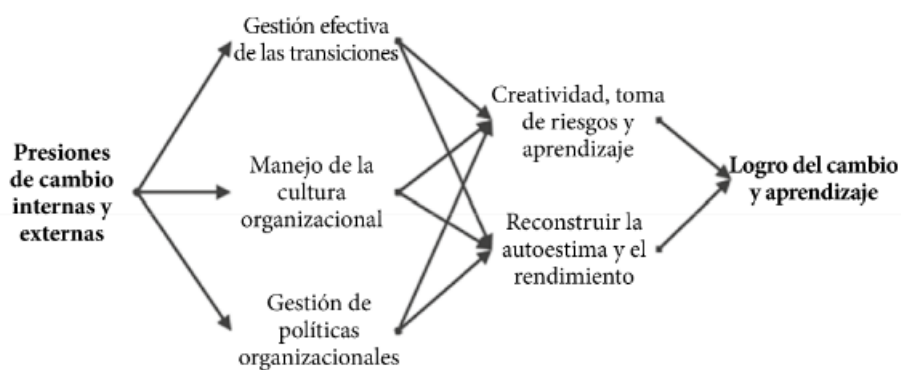 Gestión efectiva
de las transiciones
Creatividad, toma
de riesgos y
aprendizaje
Presiones
de cambio
internas y
externas
Manejo de la
cultura
organizacional
Logro del cambio
y aprendizaje
Reconstruir la
autoestima y el
rendimiento
Gestión de
políticas
organizacionales